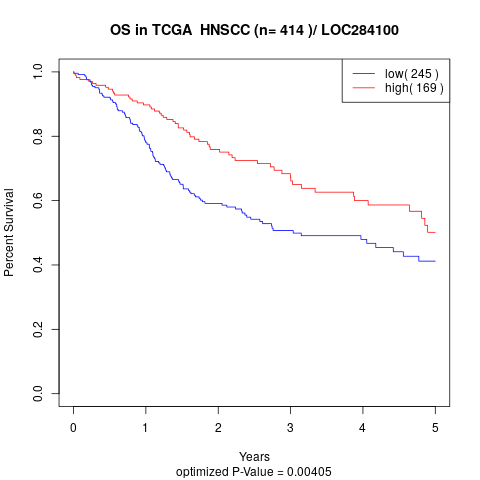 OS in TCGA  HNSCC (n= 414 )/ LOC284100
low( 245 )
high( 169 )
Percent Survival
1.0
0.8
0.6
0.4
0.2
0.0
0 1 2 3 4 5
Years
optimized P-Value = 0.00405